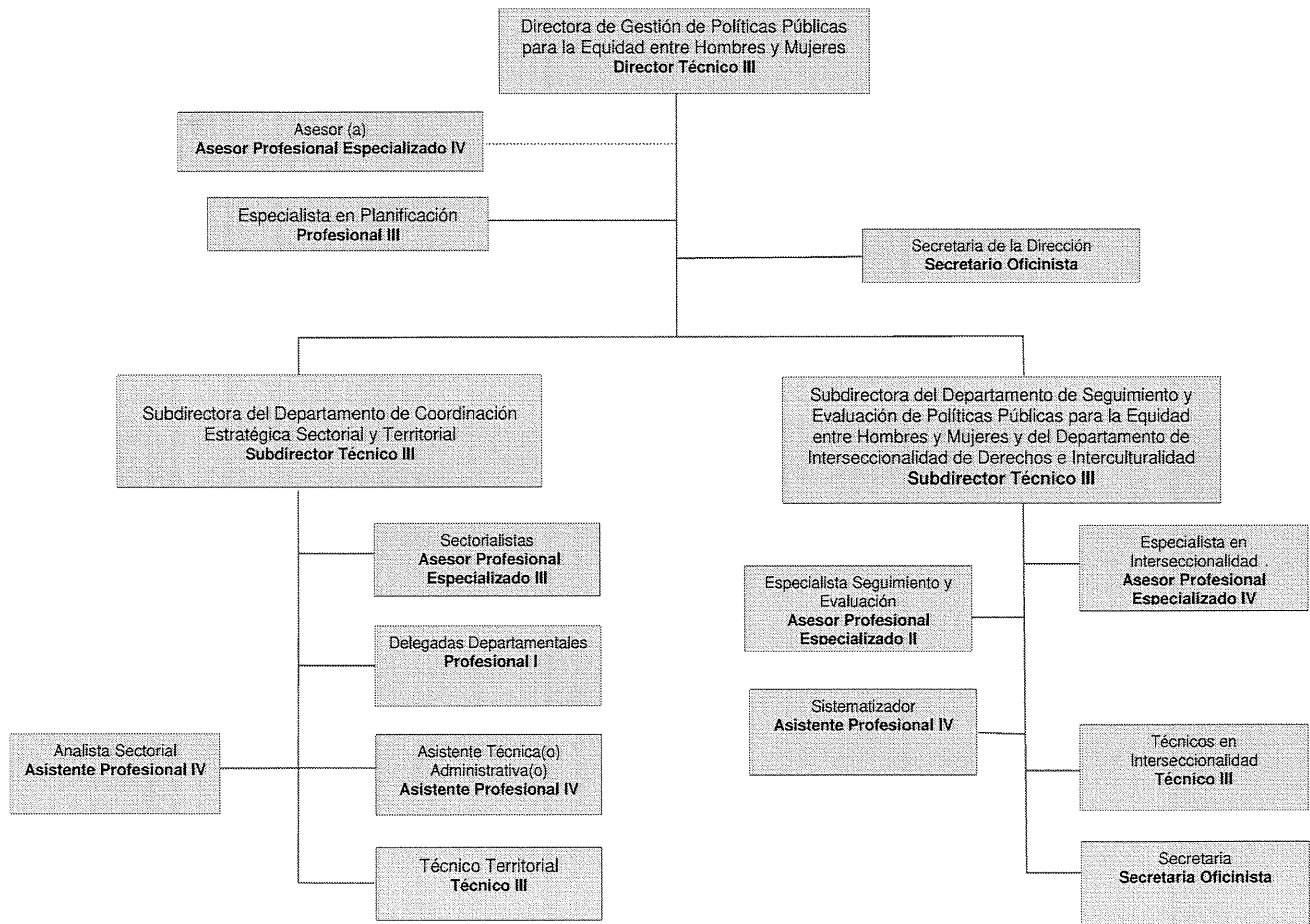 Directora de Gestión de Políticas Públicas
para la Equidad entre Hombres y Mujeres
Director Técnico III
Asesor (a)
Asesor Profesional Especializado IV
Especialista en Planificación
Profesional III
Secretaria de la Dirección
Secretario Oficinista
Subdirectora del Departamento de Coordinación
Estratégica Sectorial y Territorial
Subdirector Técnico III
Sectorialistas
Asesor Profesional
Especializado III
Delegadas Departamentales
Profesional I
Analista Sectorial
Asistente Profesional IV
Asistente Técnica(o)
Administrativa(o)
Asistente Profesional IV
Técnico Territorial
Técnico III
Subdirectora del Departamento de Seguimiento y
Evaluación de Políticas Públicas para la Equidad
entre Hombres y Mujeres y del Departamento de
Interseccionalidad de Derechos e Interculturalidad
Subdirector Técnico III
Especialista en
Interseccionalidad
Asesor Profesional
Especializado IV
Especialista Seguimiento y
Evaluación
Asesor Profesional
Especializado II
Sistematizador
Asistente Profesional IV
Técnicos en
Interseccionalidad
Técnico III
Secretaria
Secretaria Oficinista